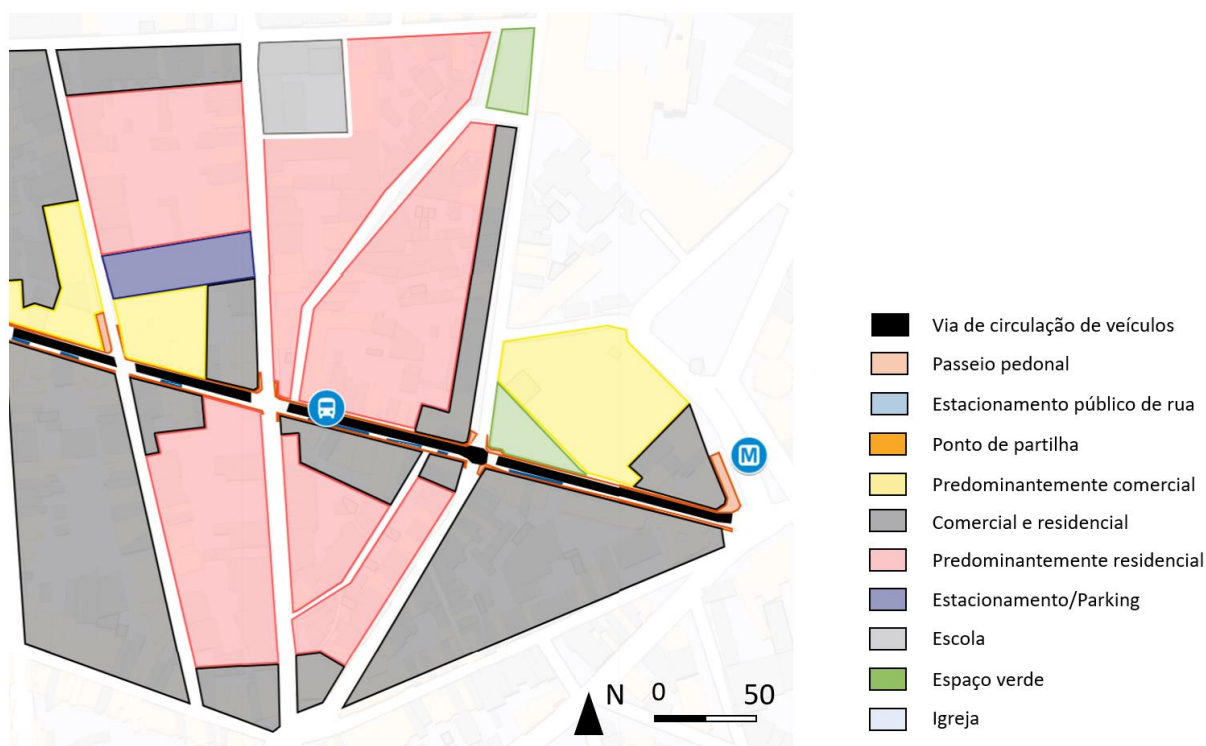 M
N 0 50
Via de circulação de veículos
Passeio pedonal
Estacionamento público de rua
Ponto de partilha
Predominantemente comercial
Comercial e residencial
Predominantemente residencial
Estacionamento/Parking
Escola
Espaço verde
Igreja